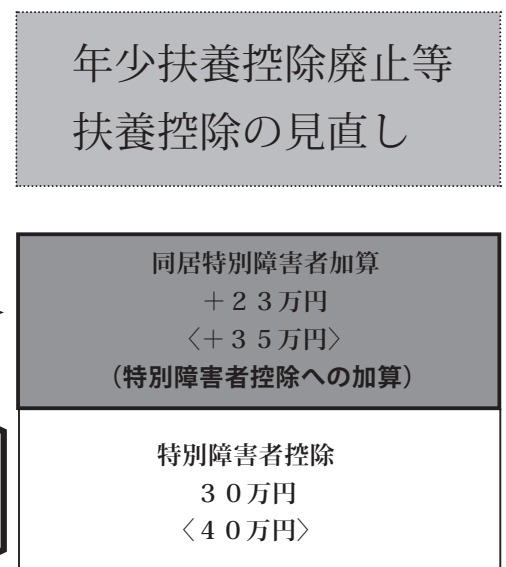 年少扶養控除廃止等
扶養控除の見直し
同居特別障害者加算
＋２３万円
〈＋３５万円〉
（特別障害者控除への加算）
特別障害者控除
３０万円
〈４０万円〉